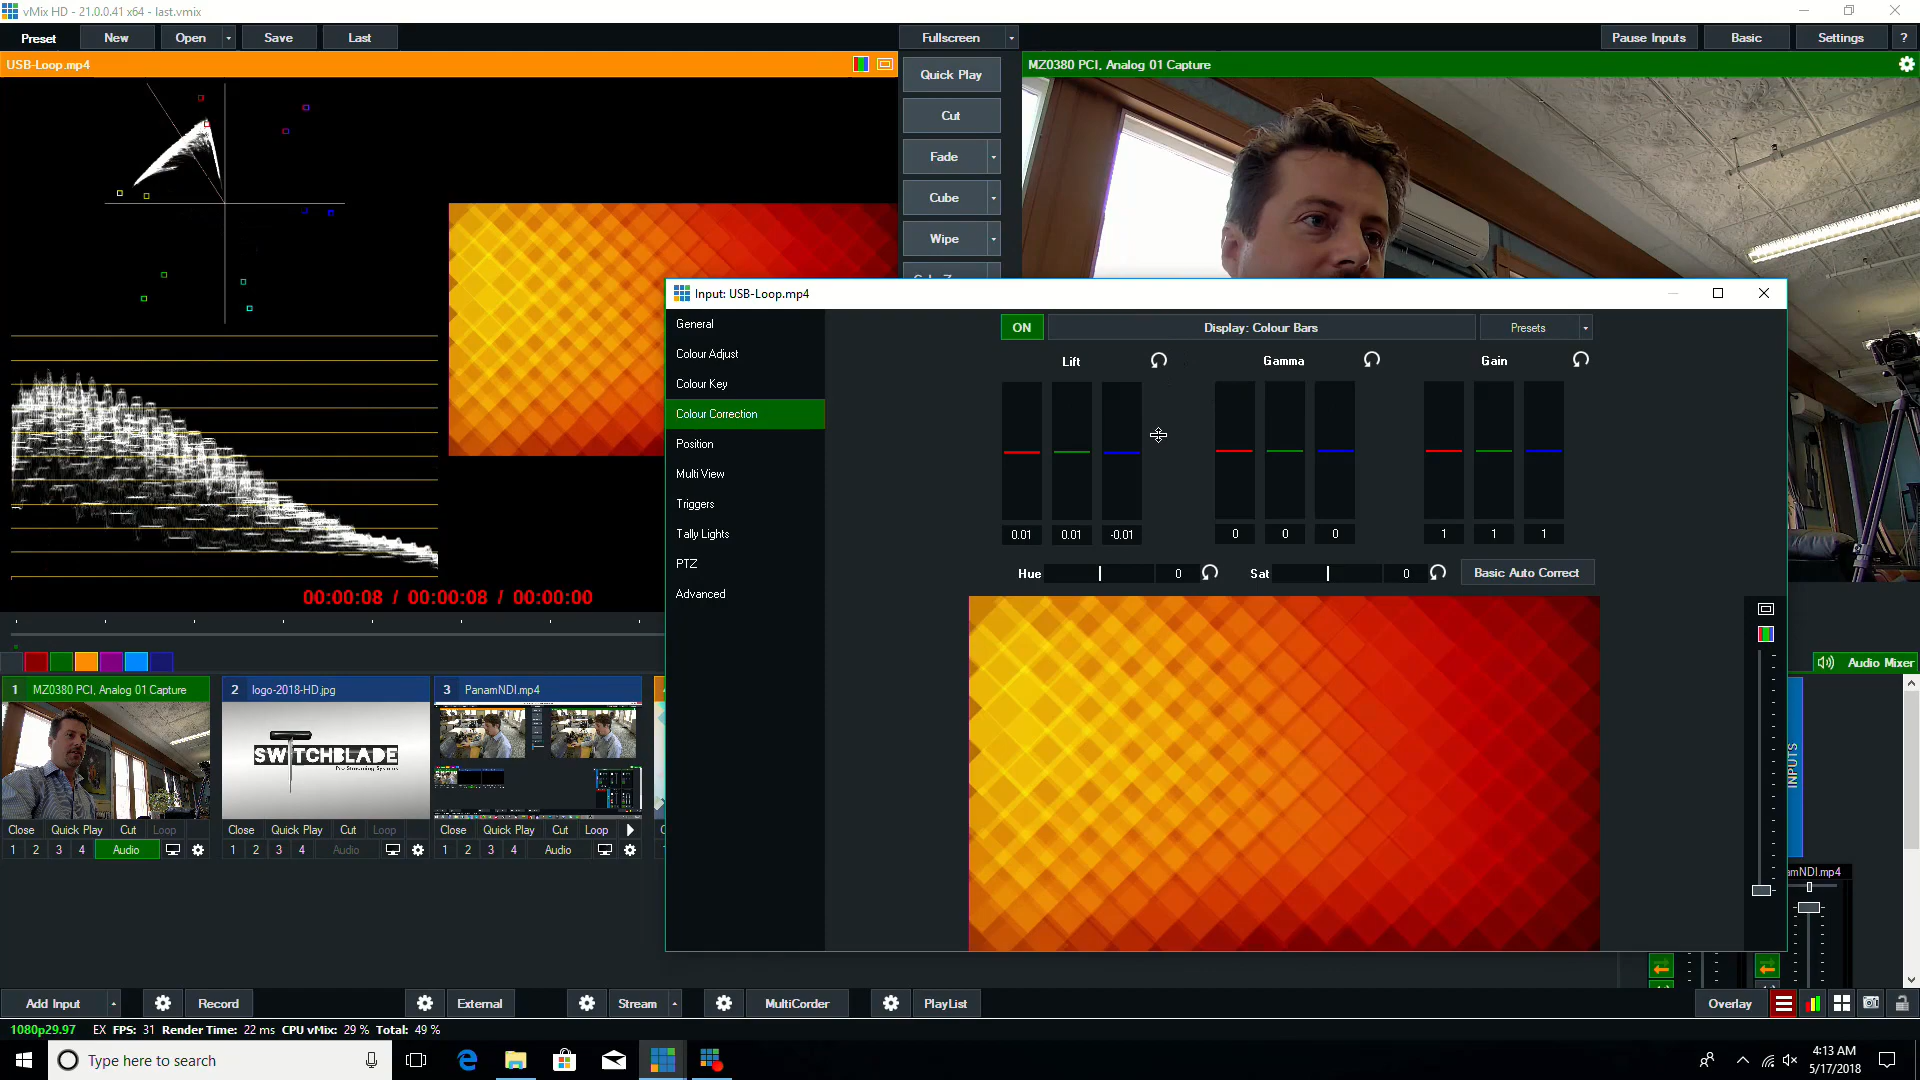 vMix HD - 21.0.0.41 x64 - last.vmix
Preset New Open Save Last Fullscreen Pause Inputs Basic Settings ?
USB-Loop.mp4
Quick Play
Cut
Fade
Cube
Wipe
MZ0380 PCI, Analog 01 Capture
Input: USB-Loop.mp4
General
Colour Adjust
Colour Key
Colour Correction
Position
Multi View
Triggers
Tally Lights
PTZ
Advanced
ON Display: Colour Bars Presets
Lift Gamma Gain
0.01 0.01 -0.01 0 0 0 1 1 1
Hue 0 Sat 0 Basic Auto Correct
00:00:08 / 00:00:08 / 00:00:00
Audio Mixer
INPUTS
1 MZ0380 PCI, Analog 01 Capture
2 logo-2018-HD.jpg
3 PanamNDI.mp4
SWITCHBLADE
Pro Streaming Systems
Close Quick Play Cut Loop
1 2 3 4 Audio
Close Quick Play Cut Loop
1 2 3 4 Audio
Close Quick Play Cut Loop
1 2 3 4 Audio
amNDI.mp4
Add Input Record External Stream MultiCorder PlayList Overlay
1080p29.97 EX FPS: 31 Render Time: 22 ms CPU vMix: 29 % Total: 49 %
Type here to search
4:13 AM
5/17/2018